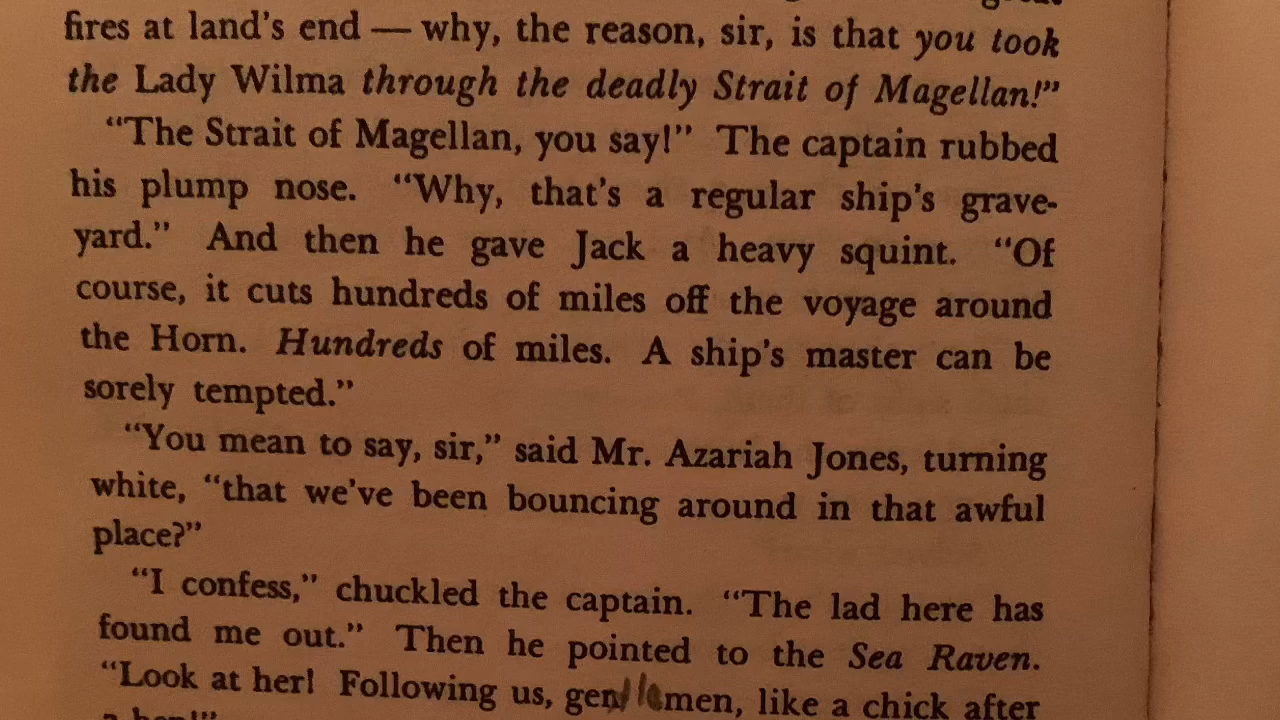 fires at land's end — why, the reason, sir, is that you took
the Lady Wilma through the deadly Strait of Magellan!"
"The Strait of Magellan, you say!" The captain rubbed
his plump nose. "Why, that's a regular ship's grave-
yard." And then he gave Jack a heavy squint. "Of
course, it cuts hundreds of miles off the voyage around
the Horn. Hundreds of miles. A ship's master can be
sorely tempted."
"You mean to say, sir," said Mr. Azariah Jones, turning
white, "that we've been bouncing around in that awful
place?"
"I confess," chuckled the captain. "The lad here has
found me out." Then he pointed to the Sea Raven.
"Look at her! Following us, gentlemen, like a chick after
a hen!"